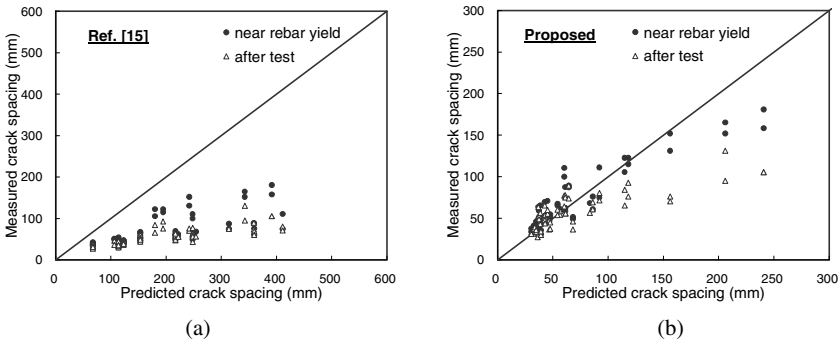 Ref. [15]
near rebar yield
after test
Measured crack spacing (mm)
600
500
400
300
200
100
0
0 100 200 300 400 500 600
Predicted crack spacing (mm)
(a)
Proposed
near rebar yield
after test
Measured crack spacing (mm)
300
250
200
150
100
50
0
0 50 100 150 200 250 300
Predicted crack spacing (mm)
(b)